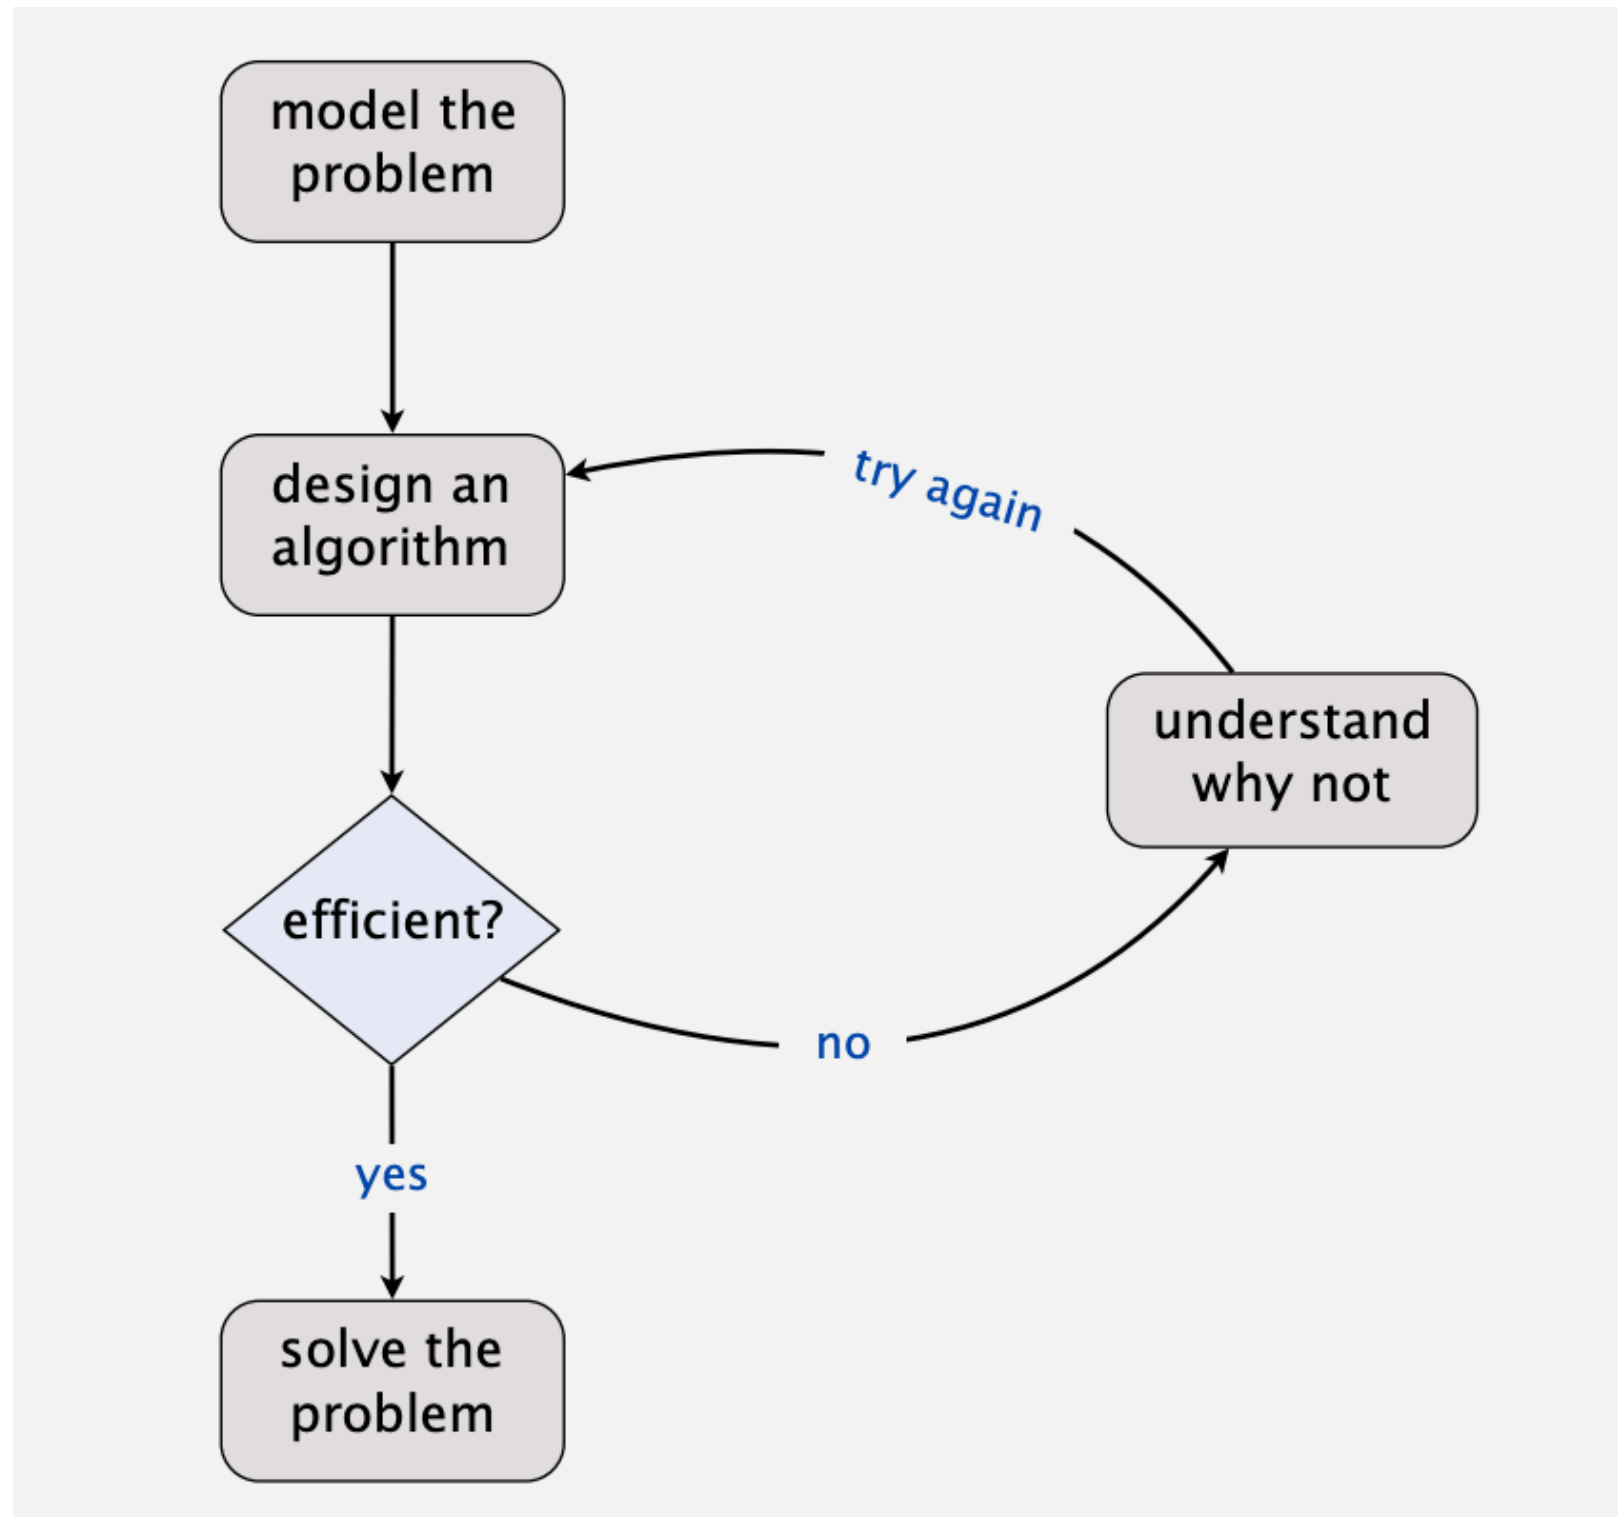 model the
problem
design an
algorithm
try again
understand
why not
efficient?
no
yes
solve the
problem